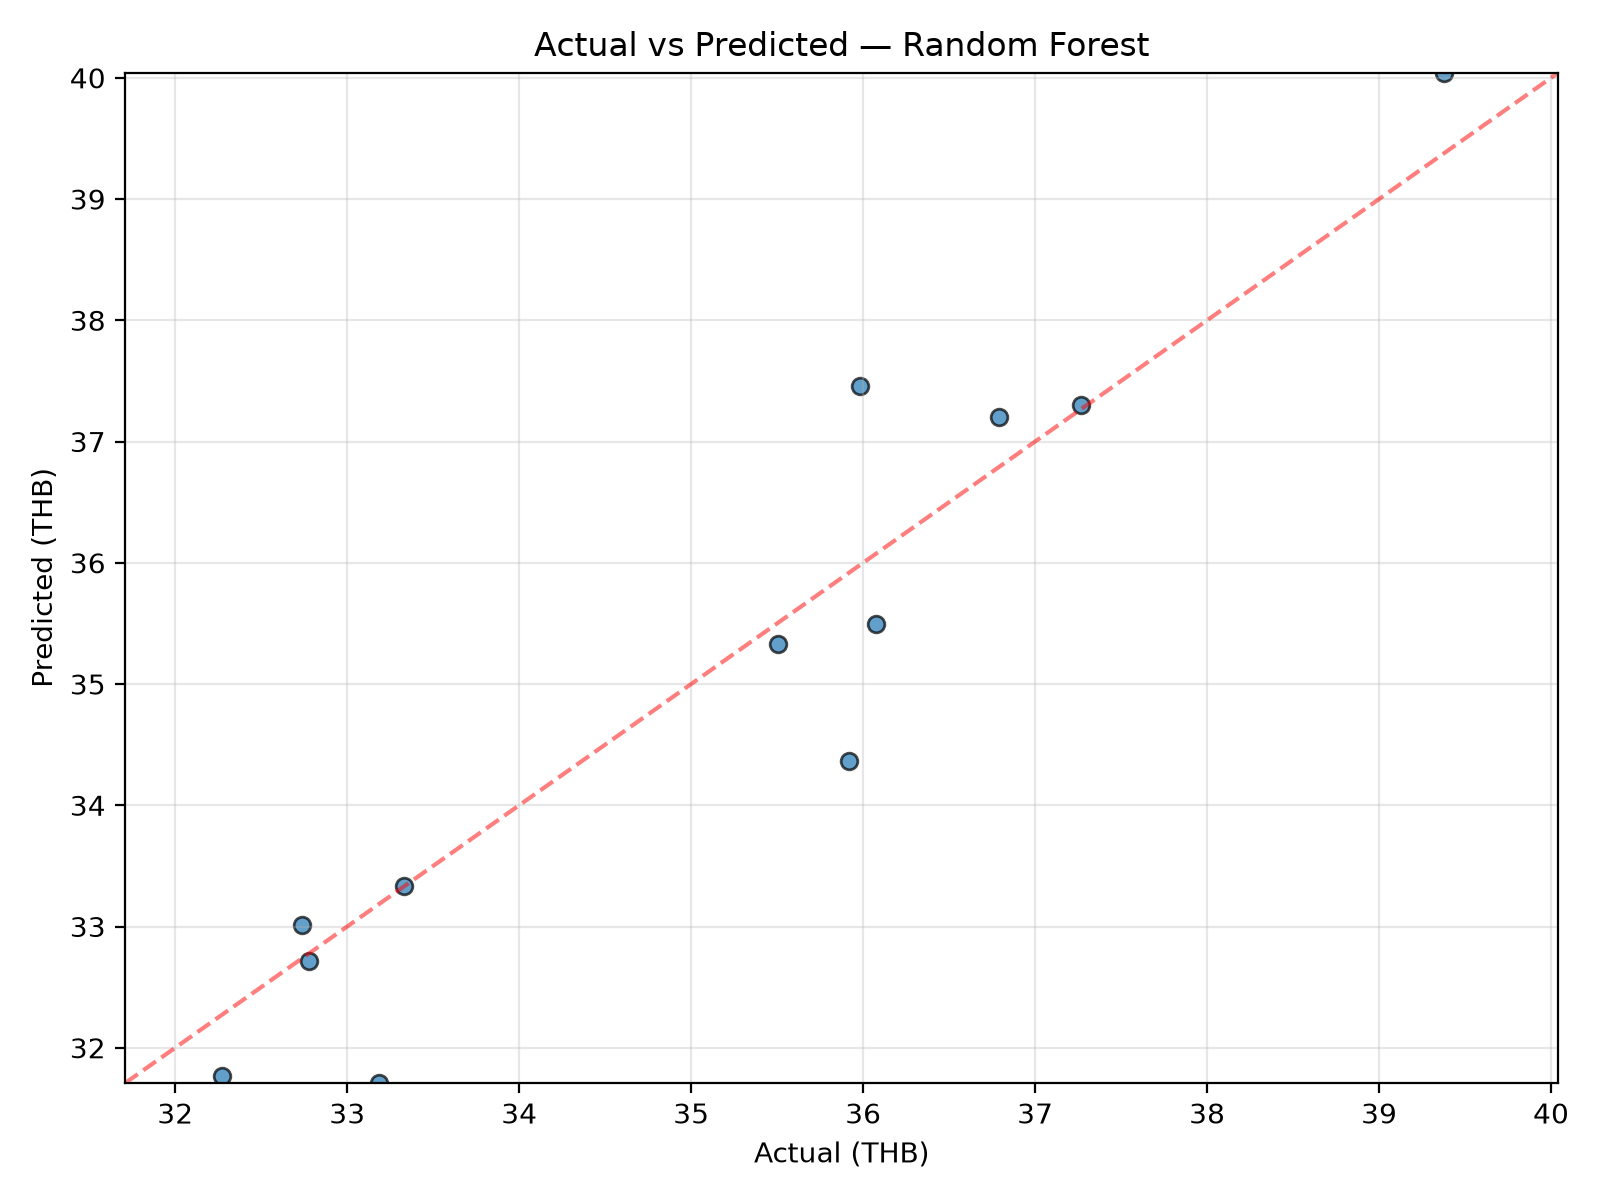 Actual vs Predicted — Random Forest
40
39
38
37
36
35
34
33
32
Predicted (THB)
32 33 34 35 36 37 38 39 40
Actual (THB)